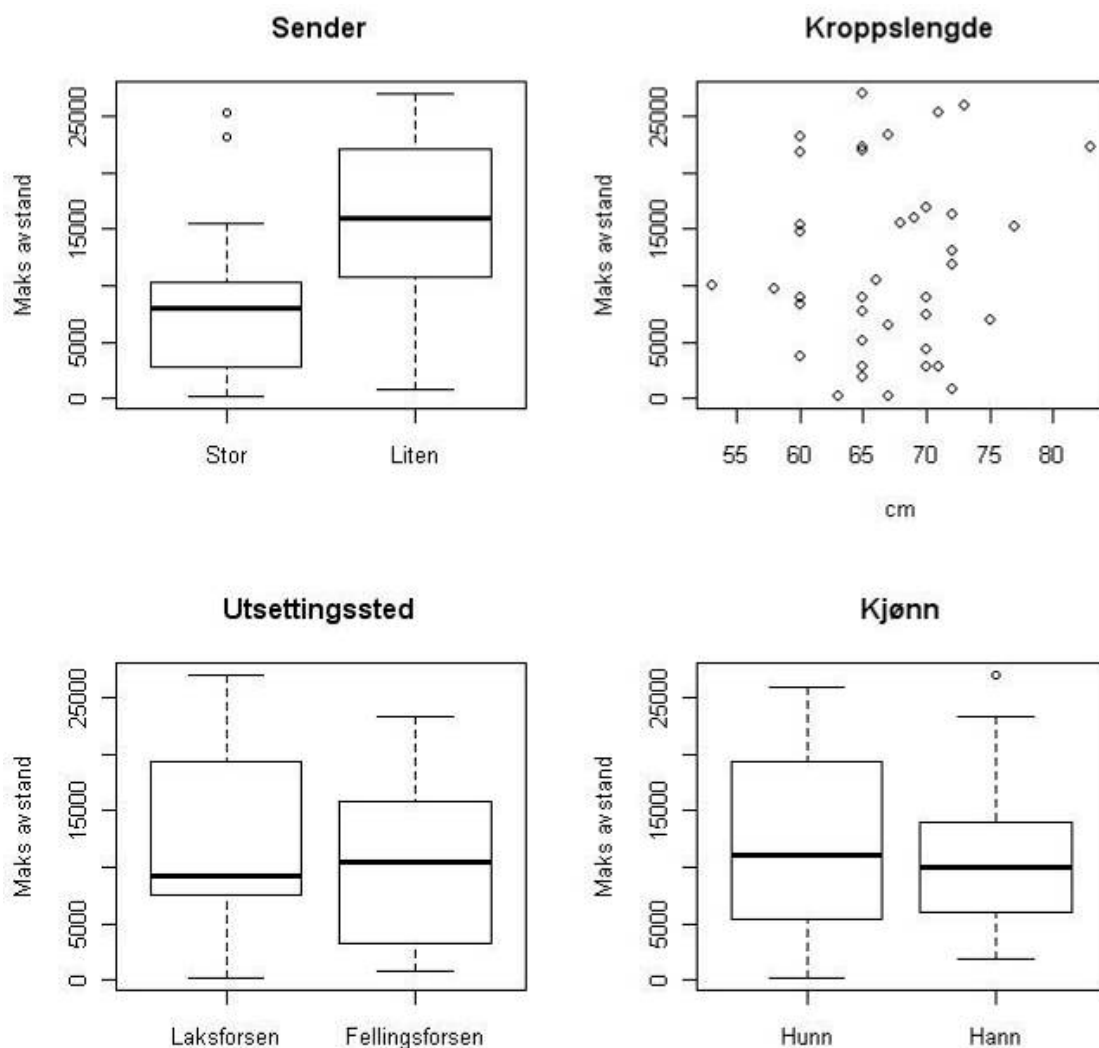 Sender
Maks avstand
0
5000
15000
25000
Stor
Liten
Kroppslengde
Maks avstand
0
5000
15000
25000
55
60
65
70
75
80
cm
Utsettingssted
Maks avstand
0
5000
15000
25000
Laksforsen
Fellingsforsen
Kjønn
Maks avstand
0
5000
15000
25000
Hunn
Hann